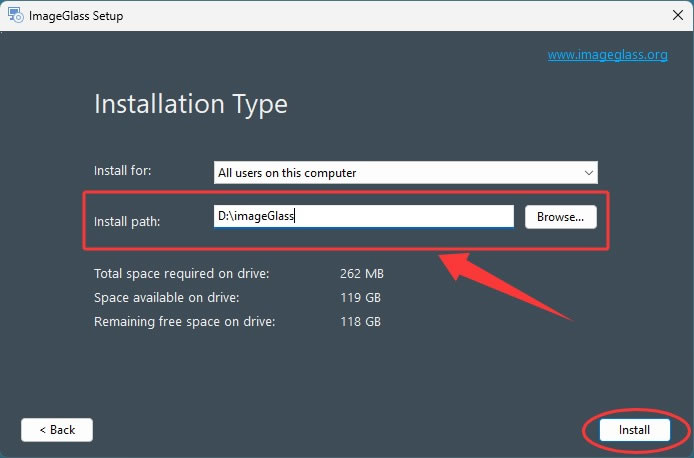 ImageGlass Setup
www.imageglass.org
Installation Type
Install for: All users on this computer
Install path: D:\imageGlass Browse...
Total space required on drive: 262 MB
Space available on drive: 119 GB
Remaining free space on drive: 118 GB
< Back Install